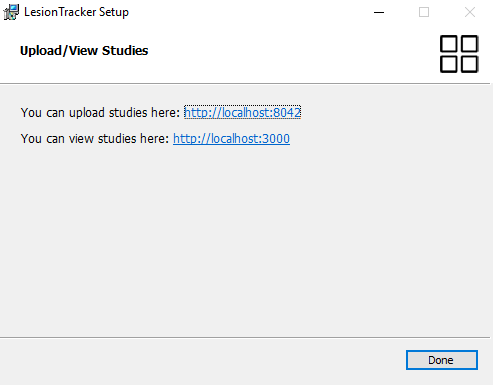 LesionTracker Setup
Upload/View Studies
You can upload studies here: http://localhost:8042
You can view studies here: http://localhost:3000
Done